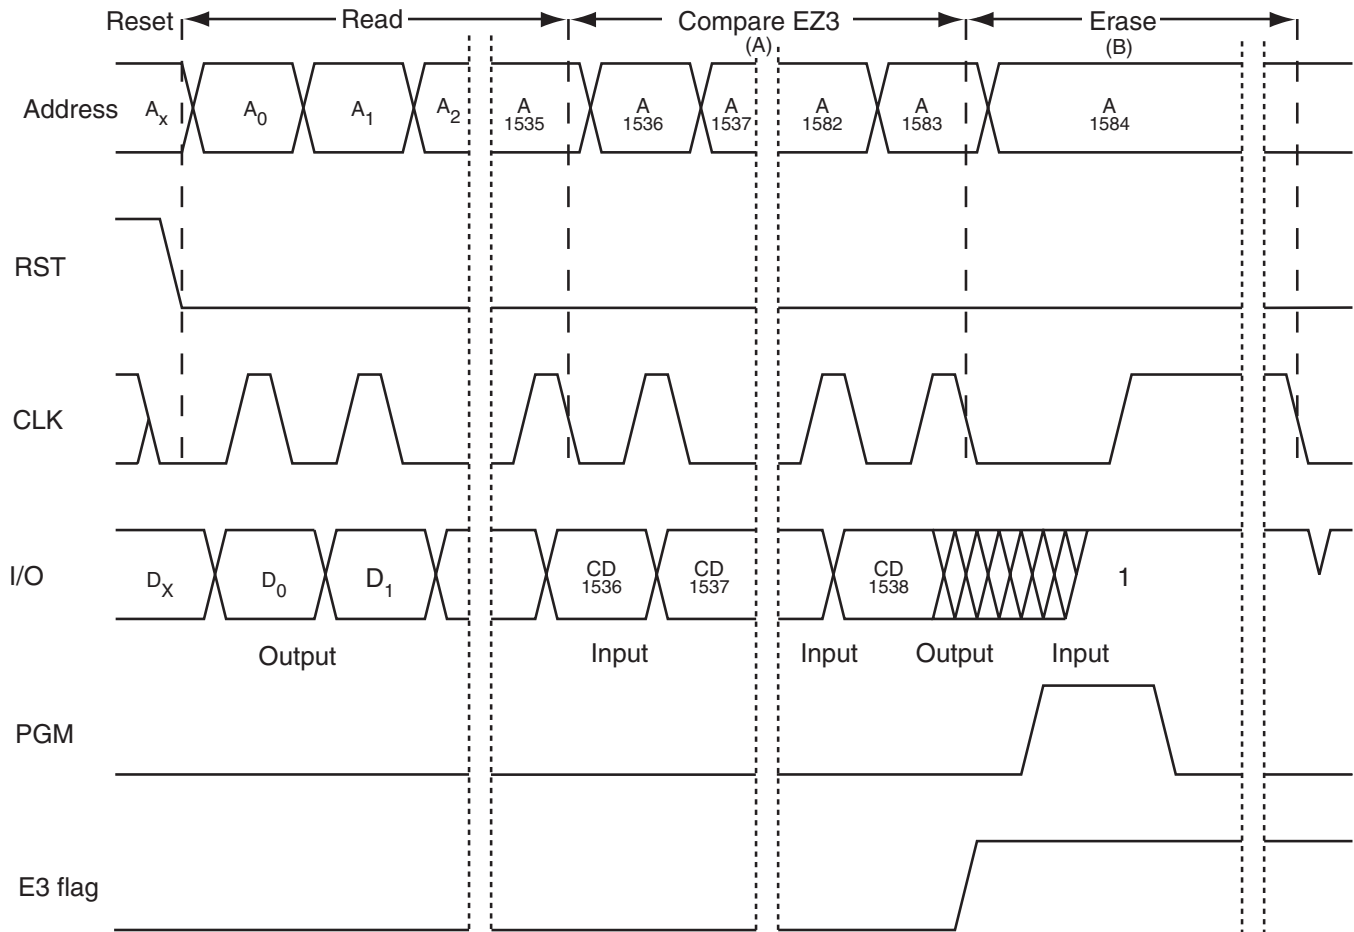 Reset Read Compare EZ3 Erase
(A) (B)
Address Ax A0 A1 A2 A 1535 A 1536 A 1537 A 1582 A 1583 A 1584
RST
CLK
I/O DX D0 D1 CD 1536 CD 1537 CD 1538 1
Output Input Input Output Input
PGM
E3 flag